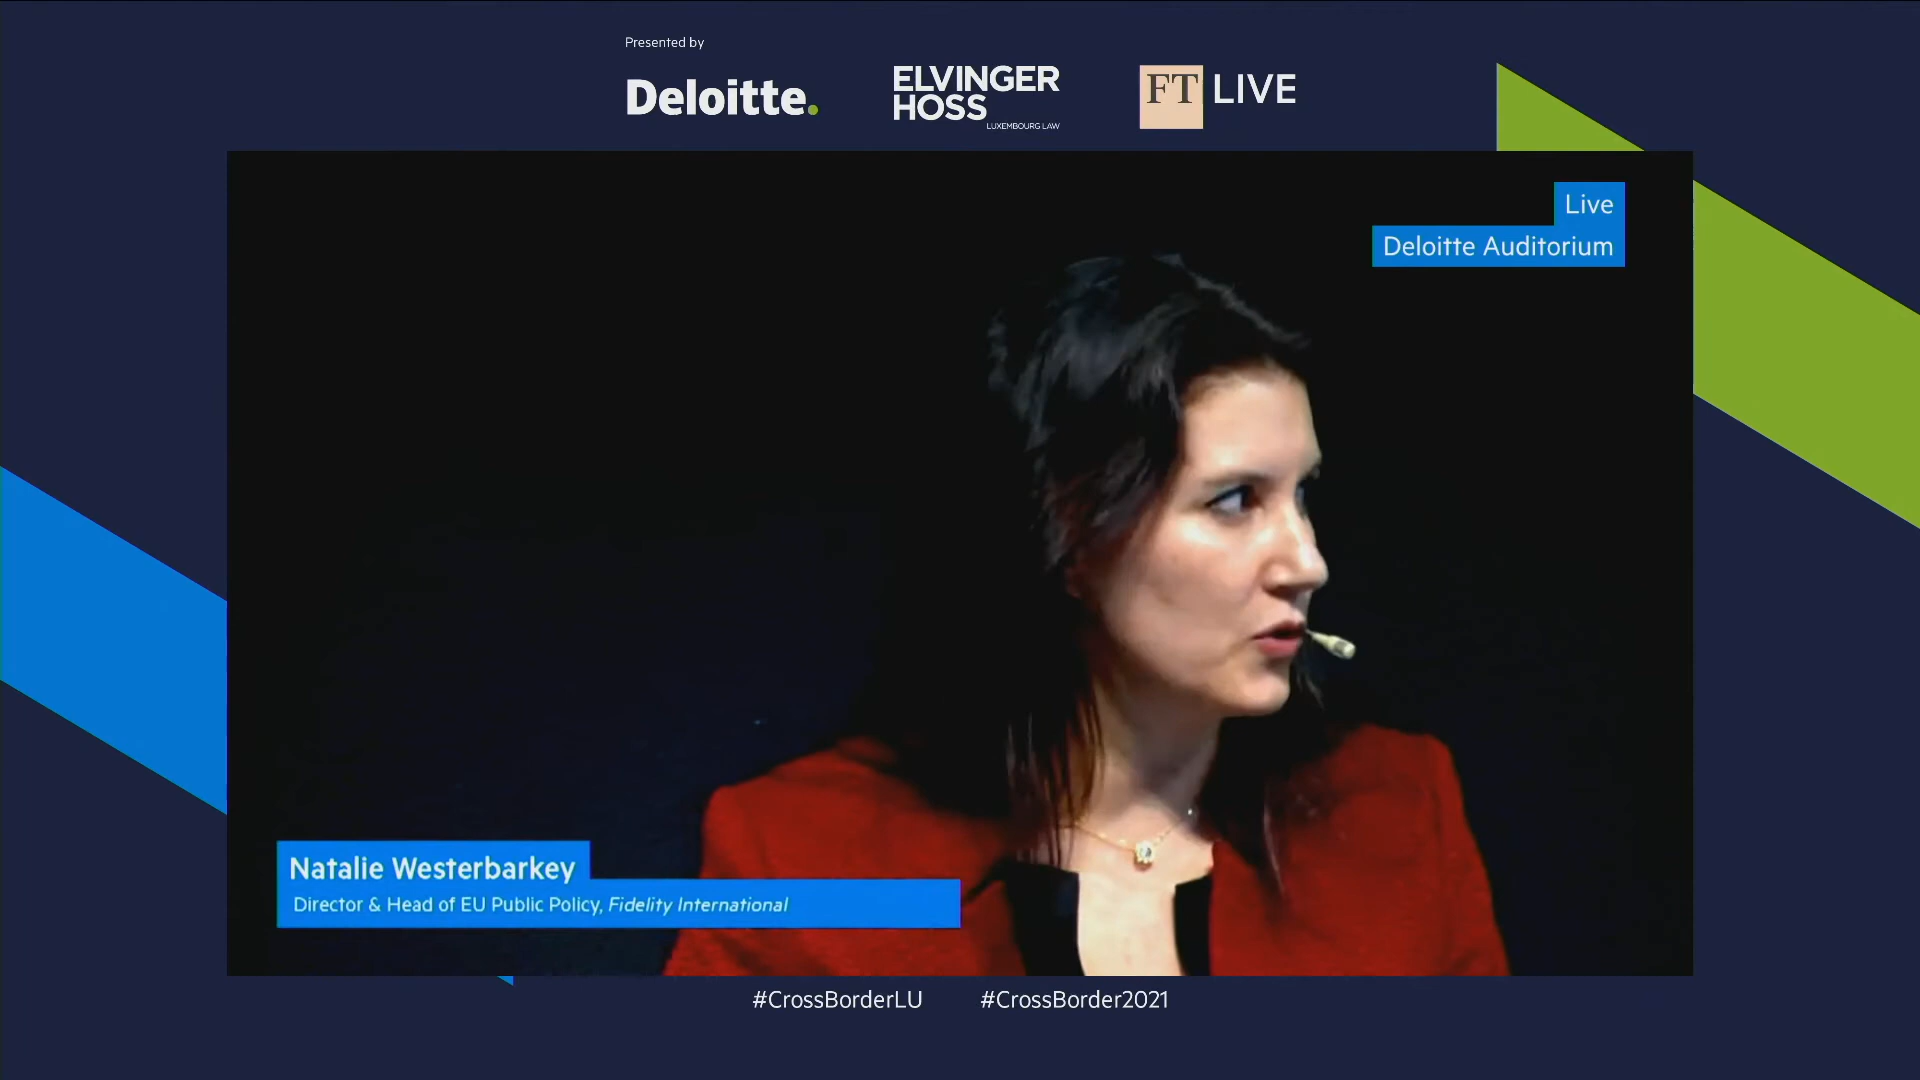 Presented by
Deloitte.
ELVINGER
HOSS
LUXEMBOURG LAW
FT LIVE
Live
Deloitte Auditorium
Natalie Westerbarkey
Director & Head of EU Public Policy, Fidelity International
#CrossBorderLU #CrossBorder2021